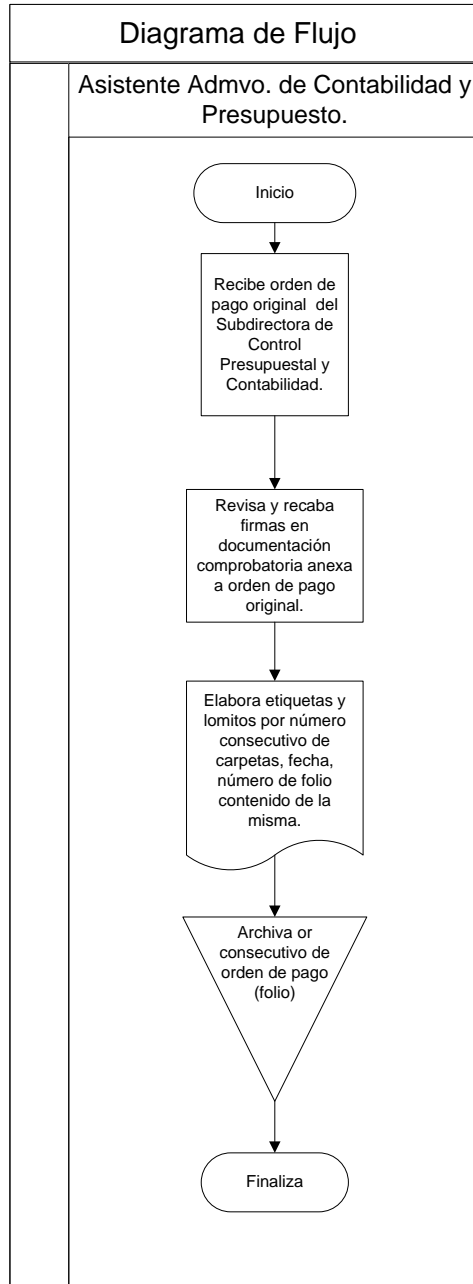 Diagrama de Flujo
Asistente Admvo. de Contabilidad y
Presupuesto.
Inicio
Recibe orden de
pago original  del
Subdirectora de
Control
Presupuestal y
Contabilidad.
Revisa y recaba
firmas en
documentación
comprobatoria anexa
a orden de pago
original.
Elabora etiquetas y
lomitos por número
consecutivo de
carpetas, fecha,
número de folio
contenido de la
misma.
Archiva or
consecutivo de
orden de pago
(folio)
Finaliza